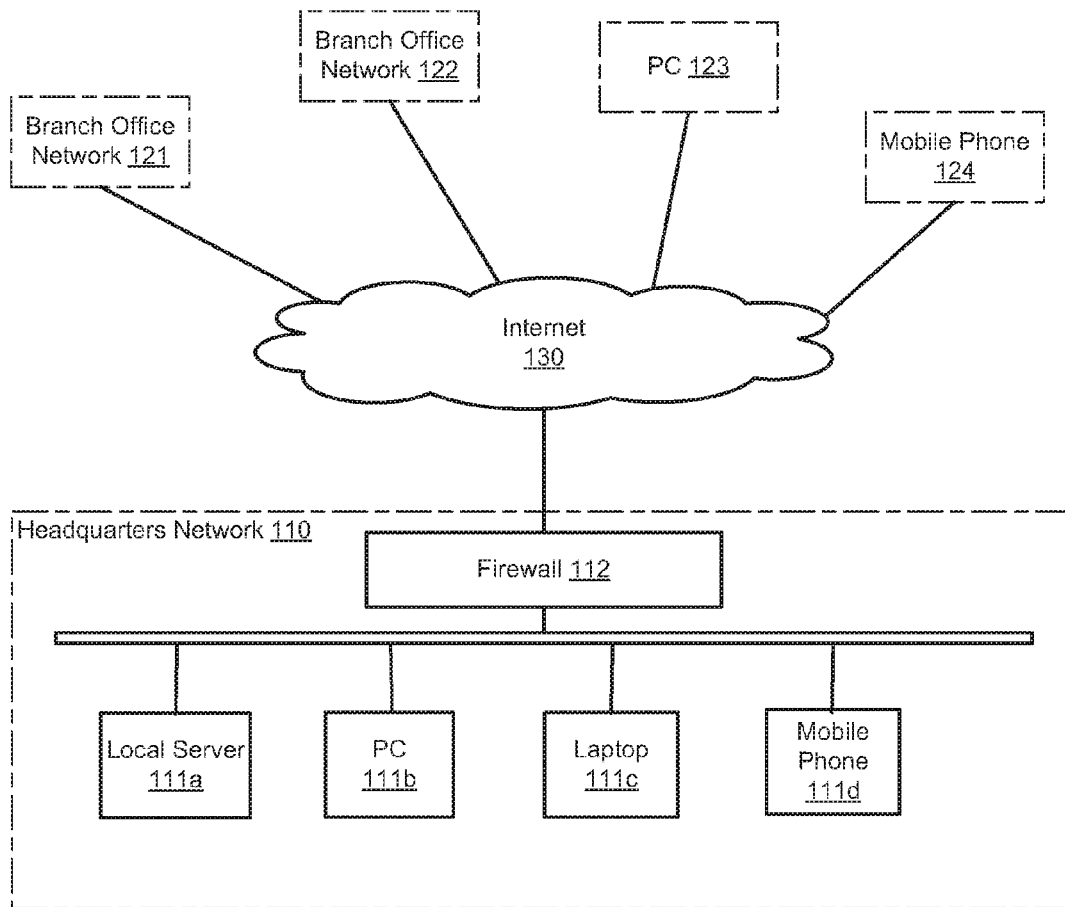 Branch Office
Network 122
PC 123
Branch Office
Network 121
Mobile Phone
124
Internet
130
Headquarters Network 110
Firewall 112
Local Server
111a
PC
111b
Laptop
111c
Mobile
Phone
111d